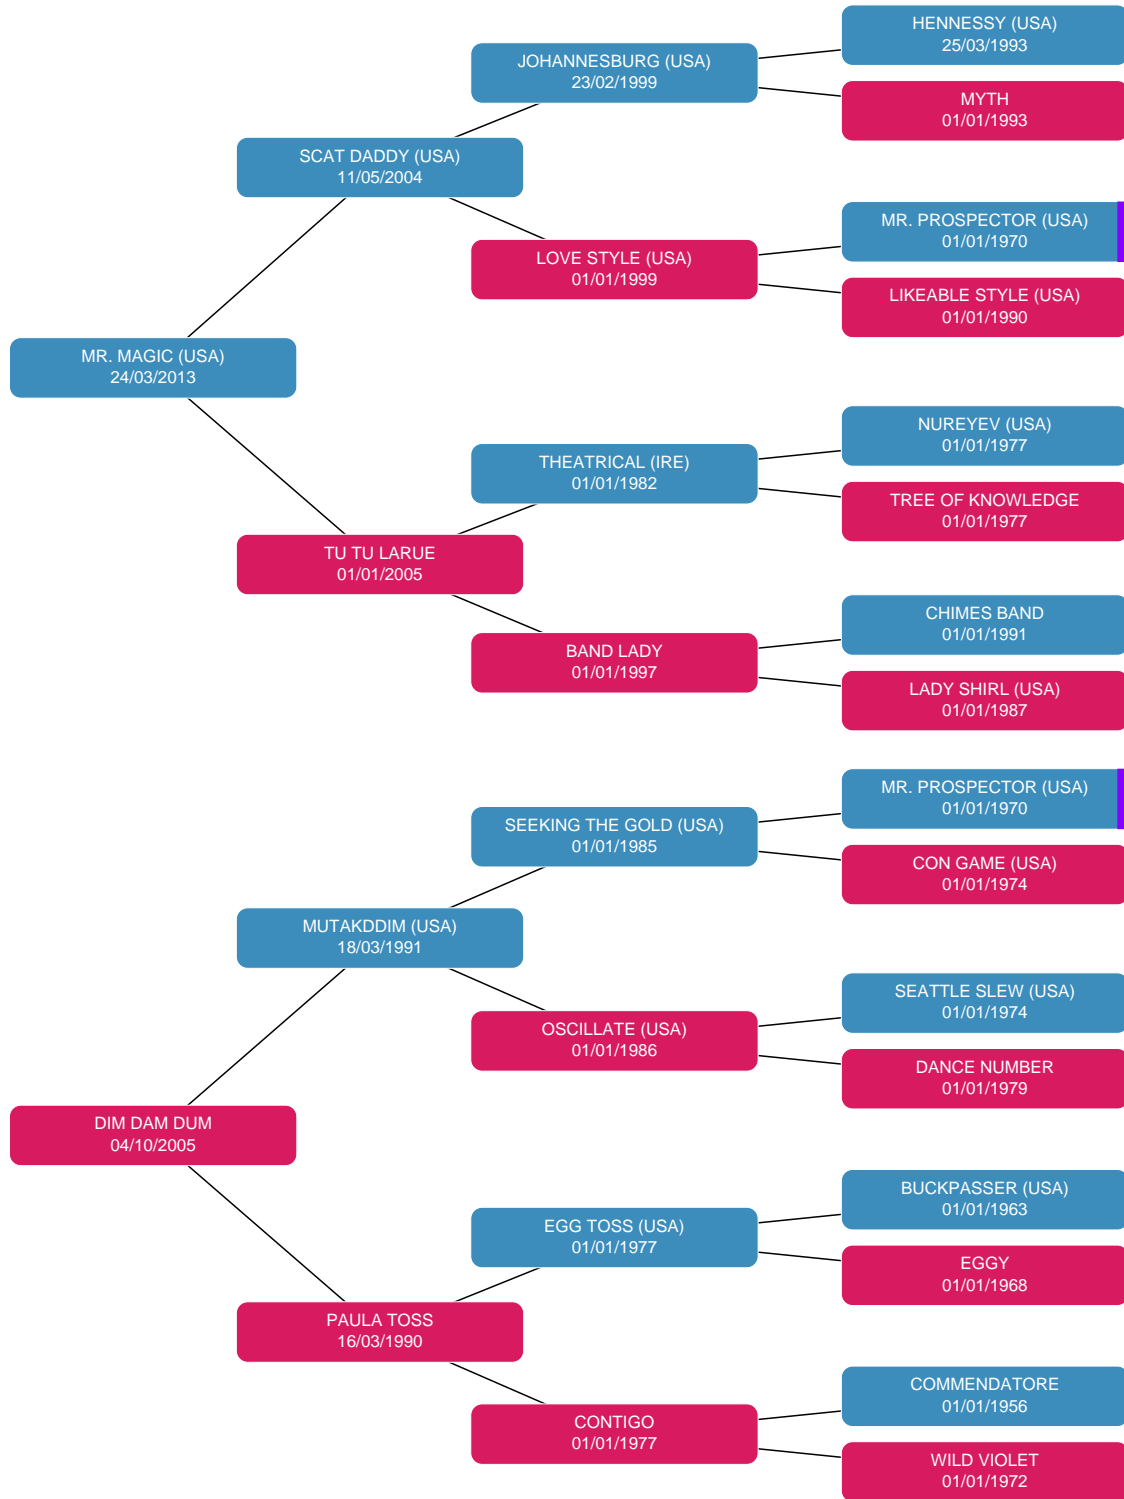 HENNESSY (USA)
25/03/1993
JOHANNESBURG (USA)
23/02/1999
MYTH
01/01/1993
SCAT DADDY (USA)
11/05/2004
MR. PROSPECTOR (USA)
01/01/1970
LOVE STYLE (USA)
01/01/1999
LIKEABLE STYLE (USA)
01/01/1990
MR. MAGIC (USA)
24/03/2013
NUREYEV (USA)
01/01/1977
THEATRICAL (IRE)
01/01/1982
TREE OF KNOWLEDGE
01/01/1977
TU TU LARUE
01/01/2005
CHIMES BAND
01/01/1991
BAND LADY
01/01/1997
LADY SHIRL (USA)
01/01/1987
MR. PROSPECTOR (USA)
01/01/1970
SEEKING THE GOLD (USA)
01/01/1985
CON GAME (USA)
01/01/1974
MUTAKDDIM (USA)
18/03/1991
SEATTLE SLEW (USA)
01/01/1974
OSCILLATE (USA)
01/01/1986
DANCE NUMBER
01/01/1979
DIM DAM DUM
04/10/2005
BUCKPASSER (USA)
01/01/1963
EGG TOSS (USA)
01/01/1977
EGGY
01/01/1968
PAULA TOSS
16/03/1990
COMMENDATORE
01/01/1956
CONTIGO
01/01/1977
WILD VIOLET
01/01/1972